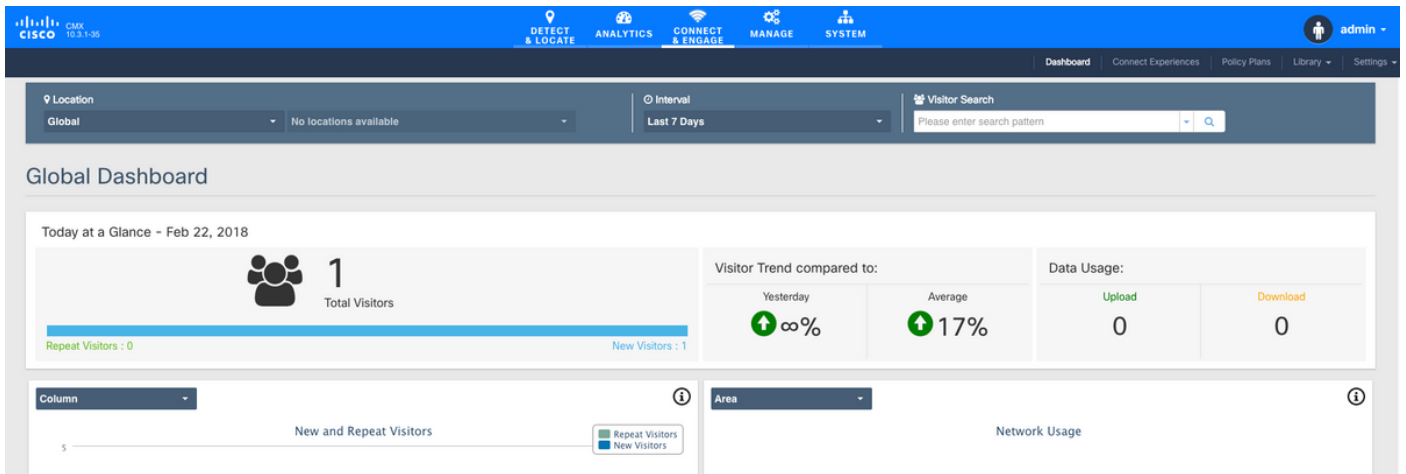 CISCO CMX 10.3.1-35
DETECT & LOCATE
ANALYTICS
CONNECT & ENGAGE
MANAGE
SYSTEM
admin
Dashboard
Connect Experiences
Policy Plans
Library
Settings
Location
Interval
Visitor Search
Global
No locations available
Last 7 Days
Please enter search pattern
Global Dashboard
Today at a Glance - Feb 22, 2018
1
Total Visitors
Repeat Visitors : 0
New Visitors : 1
Visitor Trend compared to:
Yesterday
∞%
Average
17%
Data Usage:
Upload
0
Download
0
Column
New and Repeat Visitors
5
Repeat Visitors
New Visitors
Area
Network Usage